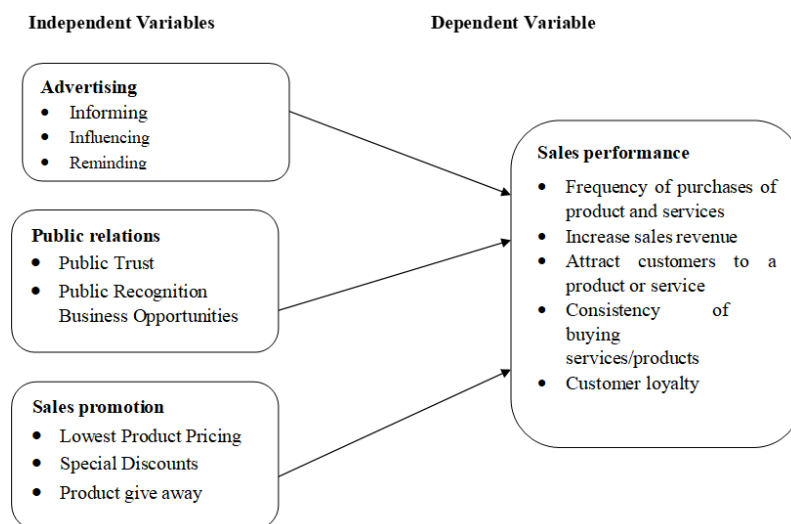 Independent Variables
Dependent Variable
Advertising
• Informing
• Influencing
• Reminding
Public relations
• Public Trust
• Public Recognition
Business Opportunities
Sales promotion
• Lowest Product Pricing
• Special Discounts
• Product give away
Sales performance
• Frequency of purchases of
product and services
• Increase sales revenue
• Attract customers to a
product or service
• Consistency of
buying
services/products
• Customer loyalty